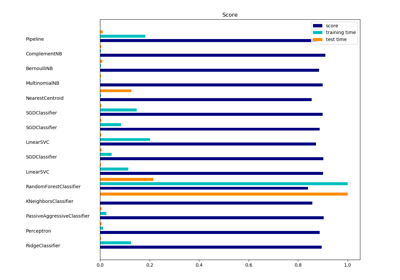 Score
score
training time
test time
Pipeline
ComplementNB
BernoulliNB
MultinomialNB
NearestCentroid
SGDClassifier
SGDClassifier
LinearSVC
SGDClassifier
LinearSVC
RandomForestClassifier
KNeighborsClassifier
PassiveAggressiveClassifier
Perceptron
RidgeClassifier
0.0 0.2 0.4 0.6 0.8 1.0